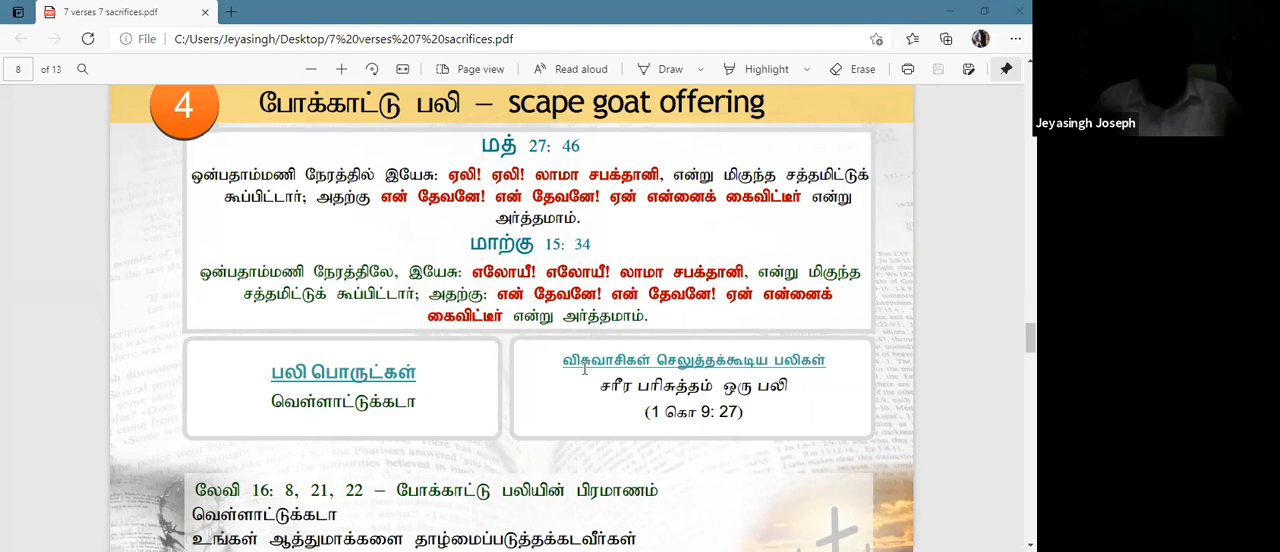 7 verses 7 sacrifices.pdf
File C:/Users/Jeyasingh/Desktop/7%20verses%207%20sacrifices.pdf
8 of 13 Page view Read aloud Draw Highlight Erase
Jeyasingh Joseph
4 போக்காட்டு பலி – scape goat offering
மத் 27: 46
ஒன்பதாம்மணி நேரத்தில் இயேசு: ஏலி! ஏலி! லாமா சபக்தானி, என்று மிகுந்த சத்தமிட்டுக்
கூப்பிட்டார்; அதற்கு என் தேவனே! என் தேவனே! ஏன் என்னைக் கைவிட்டீர் என்று
அர்த்தமாம்.
மாற்கு 15: 34
ஒன்பதாம்மணி நேரத்திலே, இயேசு: எலோயீ! எலோயீ! லாமா சபக்தானி, என்று மிகுந்த
சத்தமிட்டுக் கூப்பிட்டார்; அதற்கு: என் தேவனே! என் தேவனே! ஏன் என்னைக்
கைவிட்டீர் என்று அர்த்தமாம்.
பலி பொருட்கள்
வெள்ளாட்டுக்கடா
விசுவாசிகள் செலுத்தக்கூடிய பலிகள்
சரீர பரிசுத்தம் ஒரு பலி
(1 கொ 9: 27)
லேவி 16: 8, 21, 22 – போக்காட்டு பலியின் பிரமாணம்
வெள்ளாட்டுக்கடா
உங்கள் ஆத்துமாக்களை தாழ்மைப்படுத்தக்கடவீர்கள்